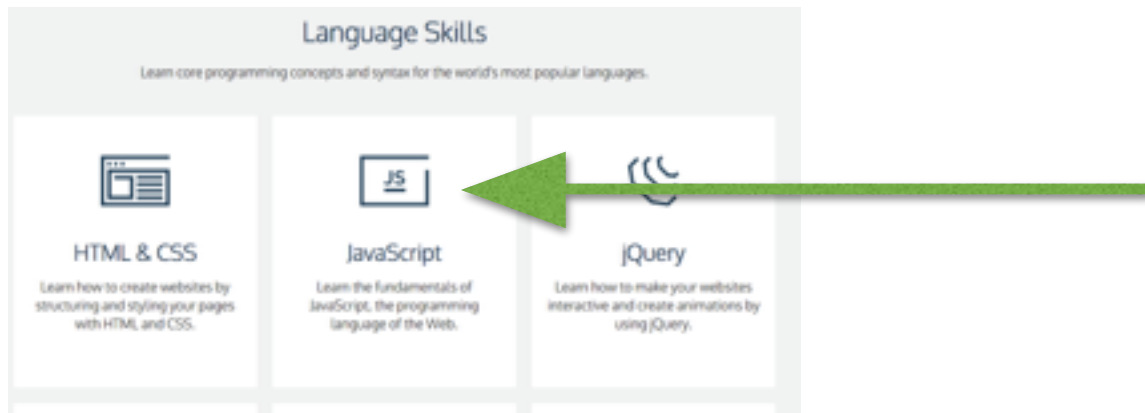 Language Skills
Learn core programming concepts and syntax for the world's most popular languages.
JS
HTML & CSS
Learn how to create websites by
structuring and styling your pages
with HTML and CSS.
JavaScript
Learn the fundamentals of
JavaScript, the programming
language of the Web.
jQuery
Learn how to make your websites
interactive and create animations by
using jQuery.